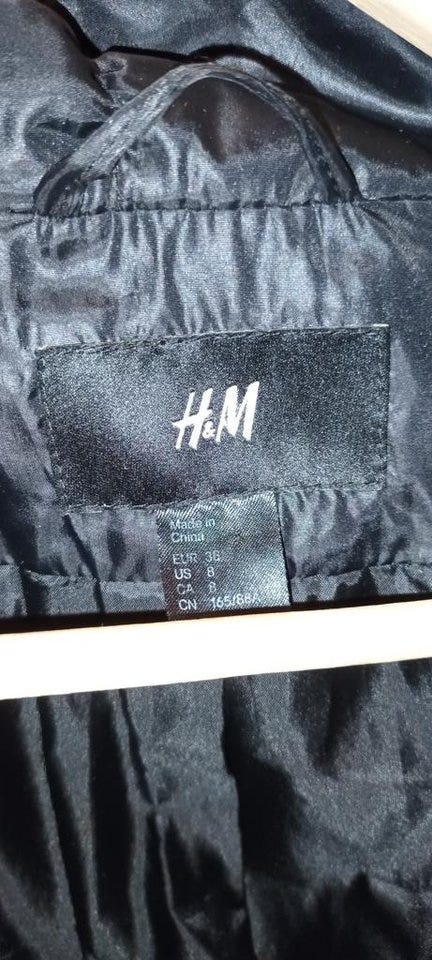 H&M
Made in
China
EUR 38
US 8
CA 8
CN 165/88A